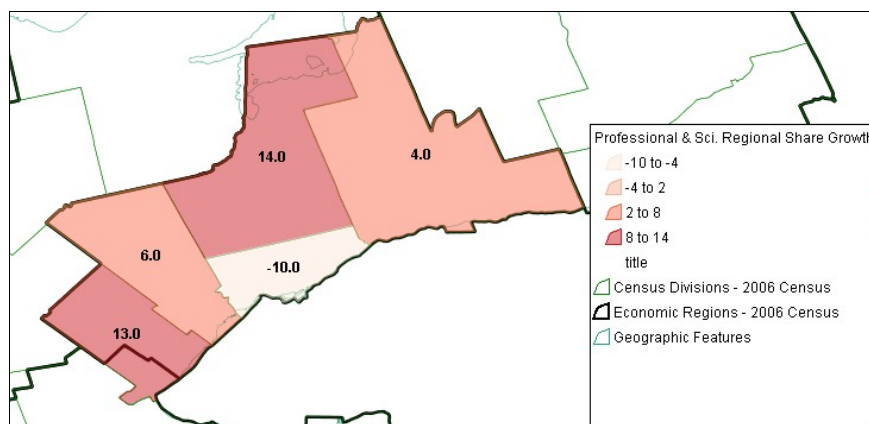 14.0
4.0
6.0
-10.0
13.0
Professional & Sci. Regional Share Growth
-10 to -4
-4 to 2
2 to 8
8 to 14
title
Census Divisions - 2006 Census
Economic Regions - 2006 Census
Geographic Features